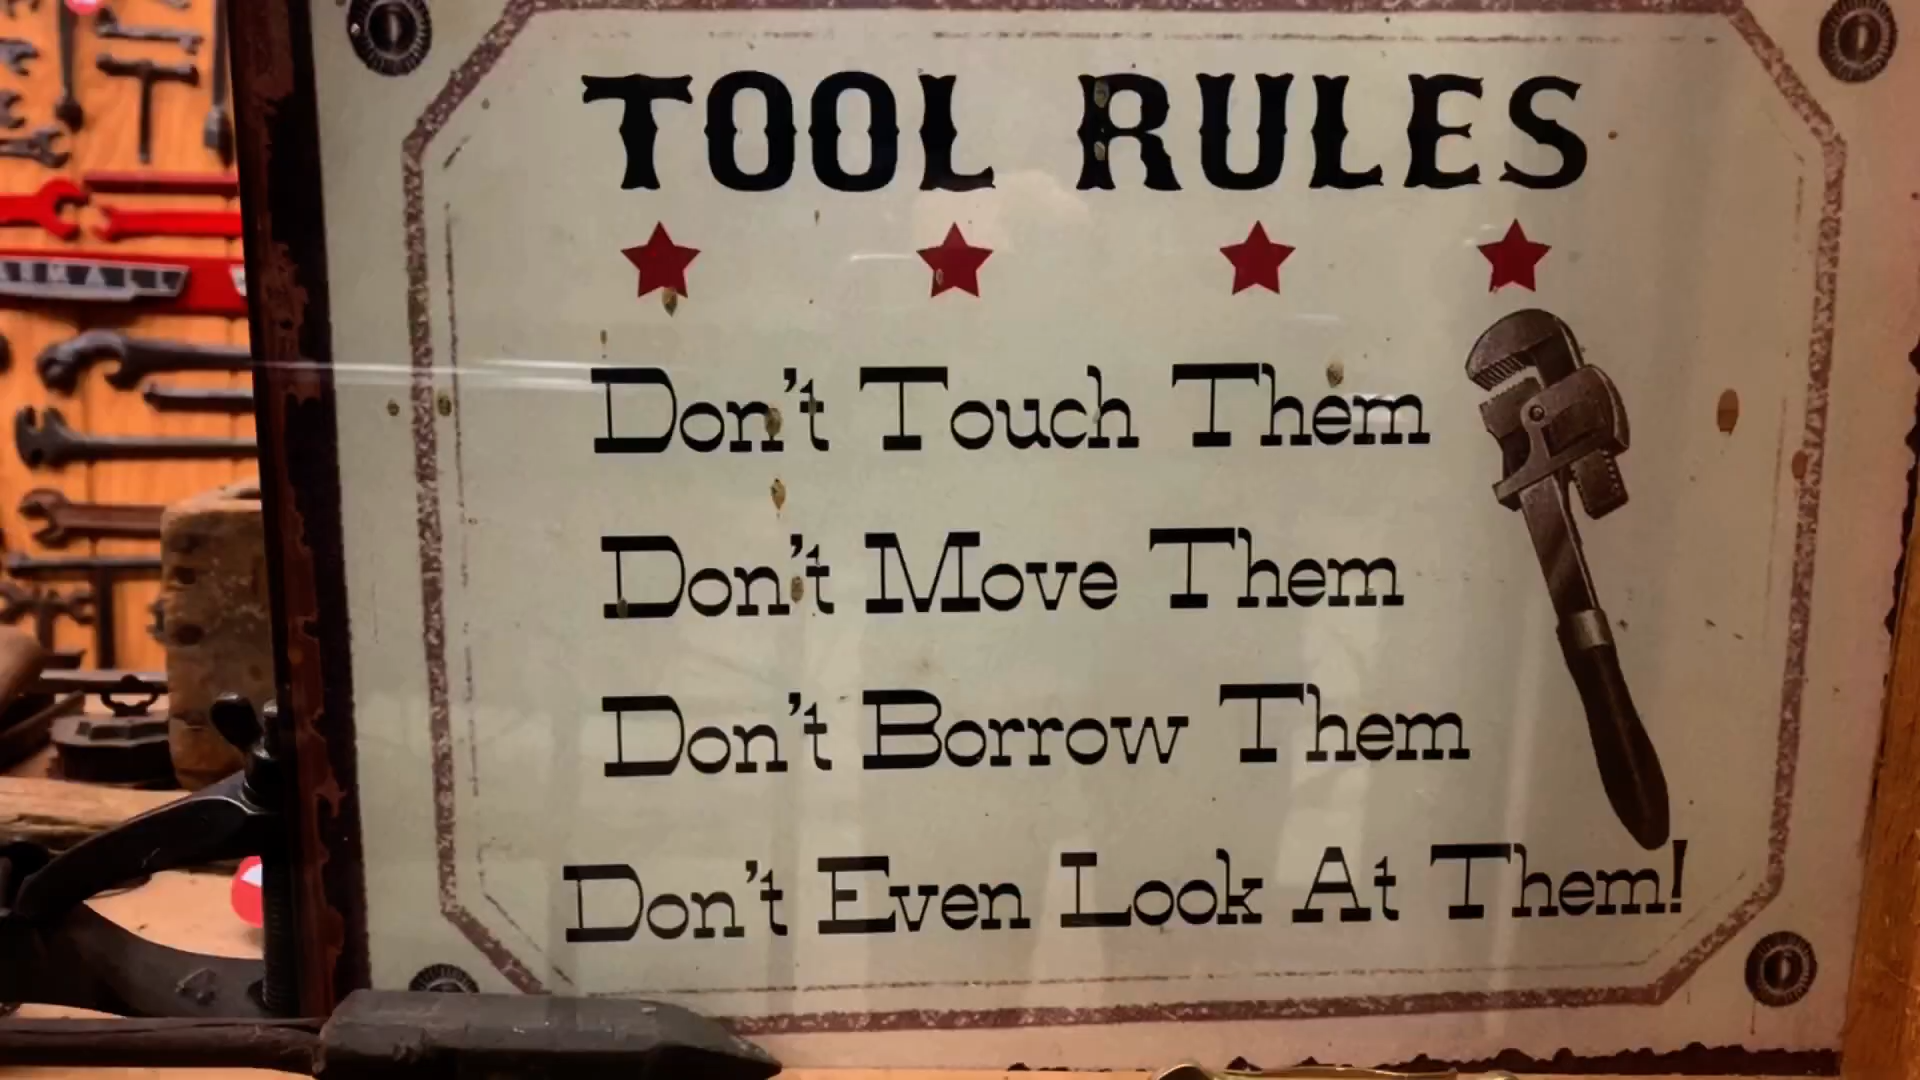 TOOL RULES
Don't Touch Them
Don't Move Them
Don't Borrow Them
Don't Even Look At Them!